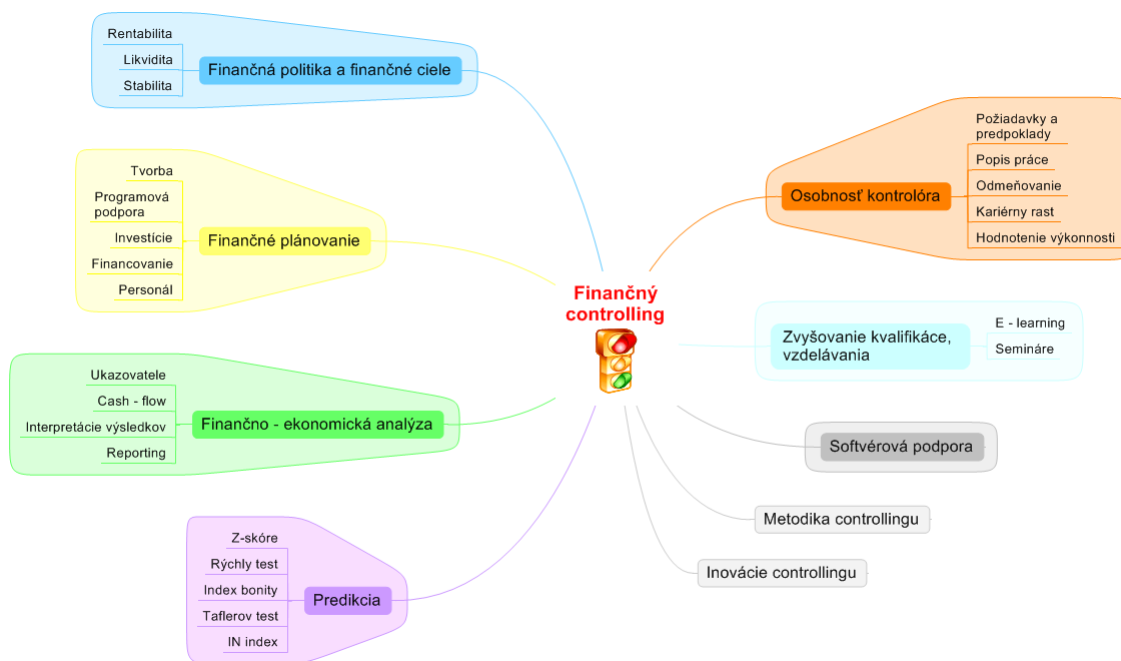 Finančný
controlling
Finančná politika a finančné ciele
Rentabilita
Likvidita
Stabilita
Finančné plánovanie
Tvorba
Programová
podpora
Investície
Financovanie
Personál
Finančno - ekonomická analýza
Ukazovatele
Cash - flow
Interpretácie výsledkov
Reporting
Predikcia
Z-skóre
Rýchly test
Index bonity
Taflerov test
IN index
Osobnosť kontrolóra
Požiadavky a
predpoklady
Popis práce
Odmeňovanie
Kariérny rast
Hodnotenie výkonnosti
Zvyšovanie kvalifikáce,
vzdelávania
E - learning
Semináre
Softvérová podpora
Metodika controllingu
Inovácie controllingu